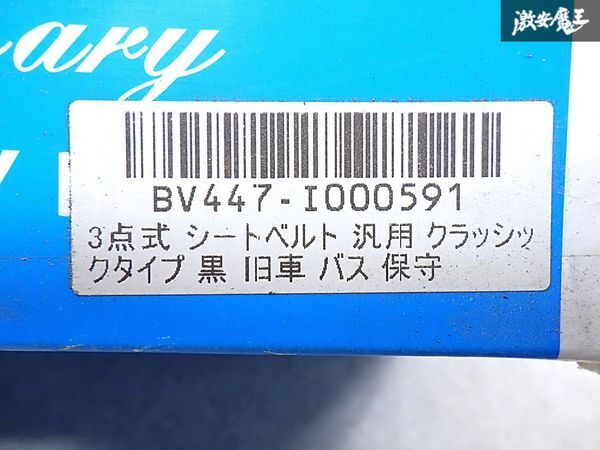 激安魔王
ary
BV447-I000591
3点式 シートベルト 汎用 クラッシッ
クタイプ 黒 旧車 バス 保守